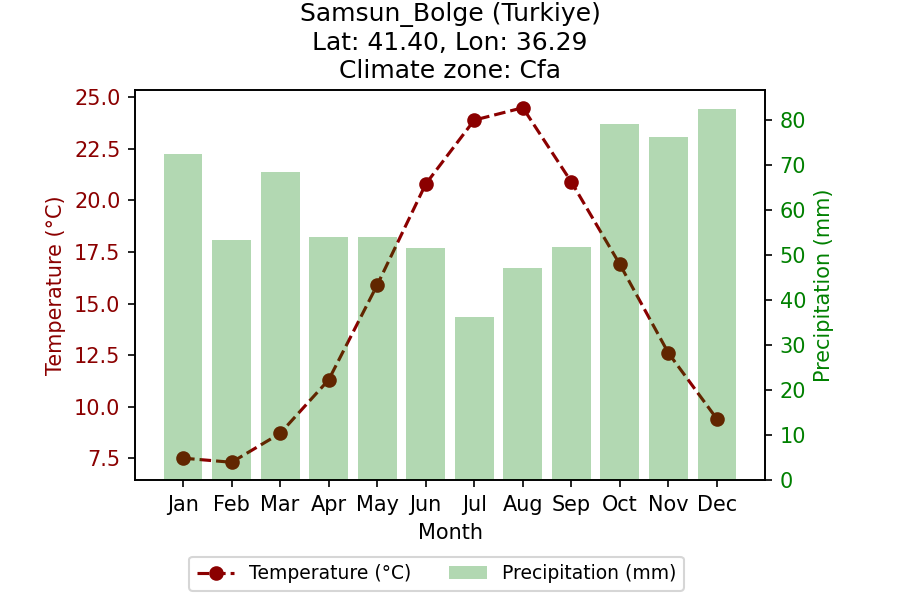 Samsun_Bolge (Turkiye)
Lat: 41.40, Lon: 36.29
Climate zone: Cfa
Temperature (°C)
25.0
22.5
20.0
17.5
15.0
12.5
10.0
7.5
80
70
60
50
40
30
20
10
0
Precipitation (mm)
Jan Feb Mar Apr May Jun Jul Aug Sep Oct Nov Dec
Month
Temperature (°C) Precipitation (mm)